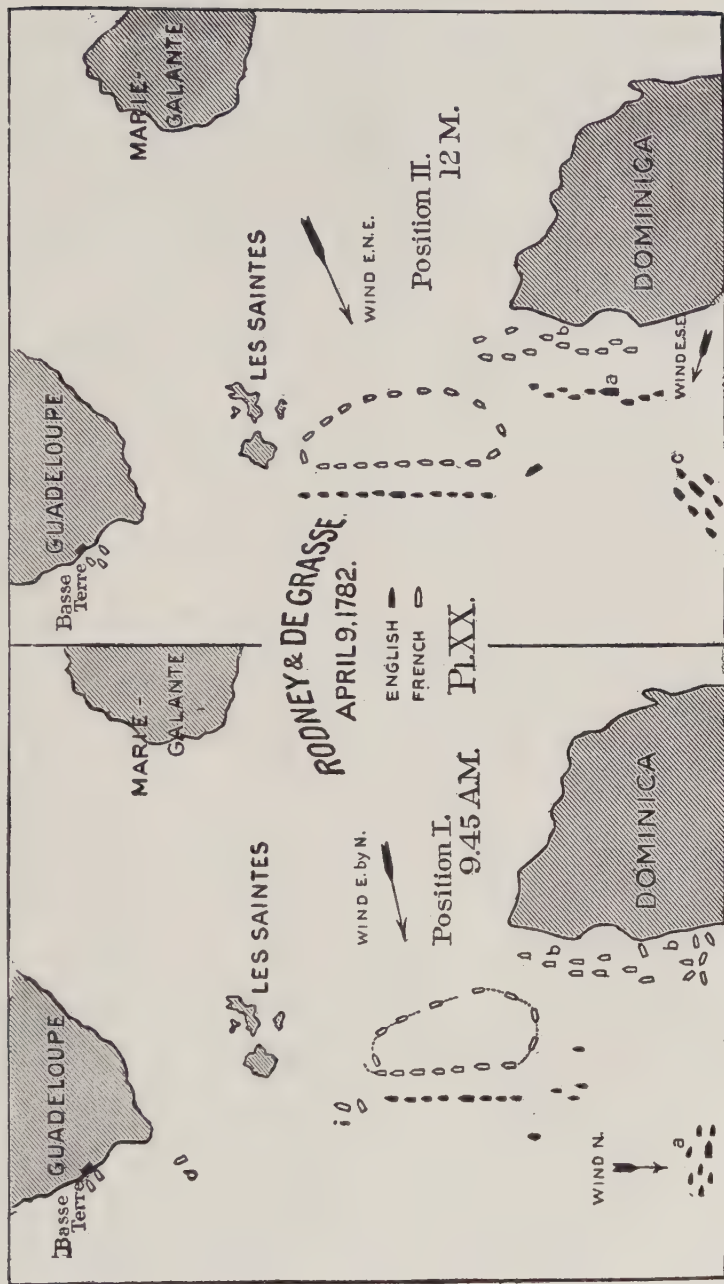 GUADELOUPE
Basse
Terre
d
MARIE-
GALANTE
LES SAINTES
i
WIND E. by N.
Position I.
9.45 A.M.
b
b
DOMINICA
WIND N.
a
RODNEY & DE GRASSE.
APRIL 9, 1782.
ENGLISH
FRENCH
Pl.XX.
GUADELOUPE
Basse
Terre
MARIE-
GALANTE
LES SAINTES
WIND E.N.E.
Position II.
12 M.
b
a
DOMINICA
WIND E.S.E.
c